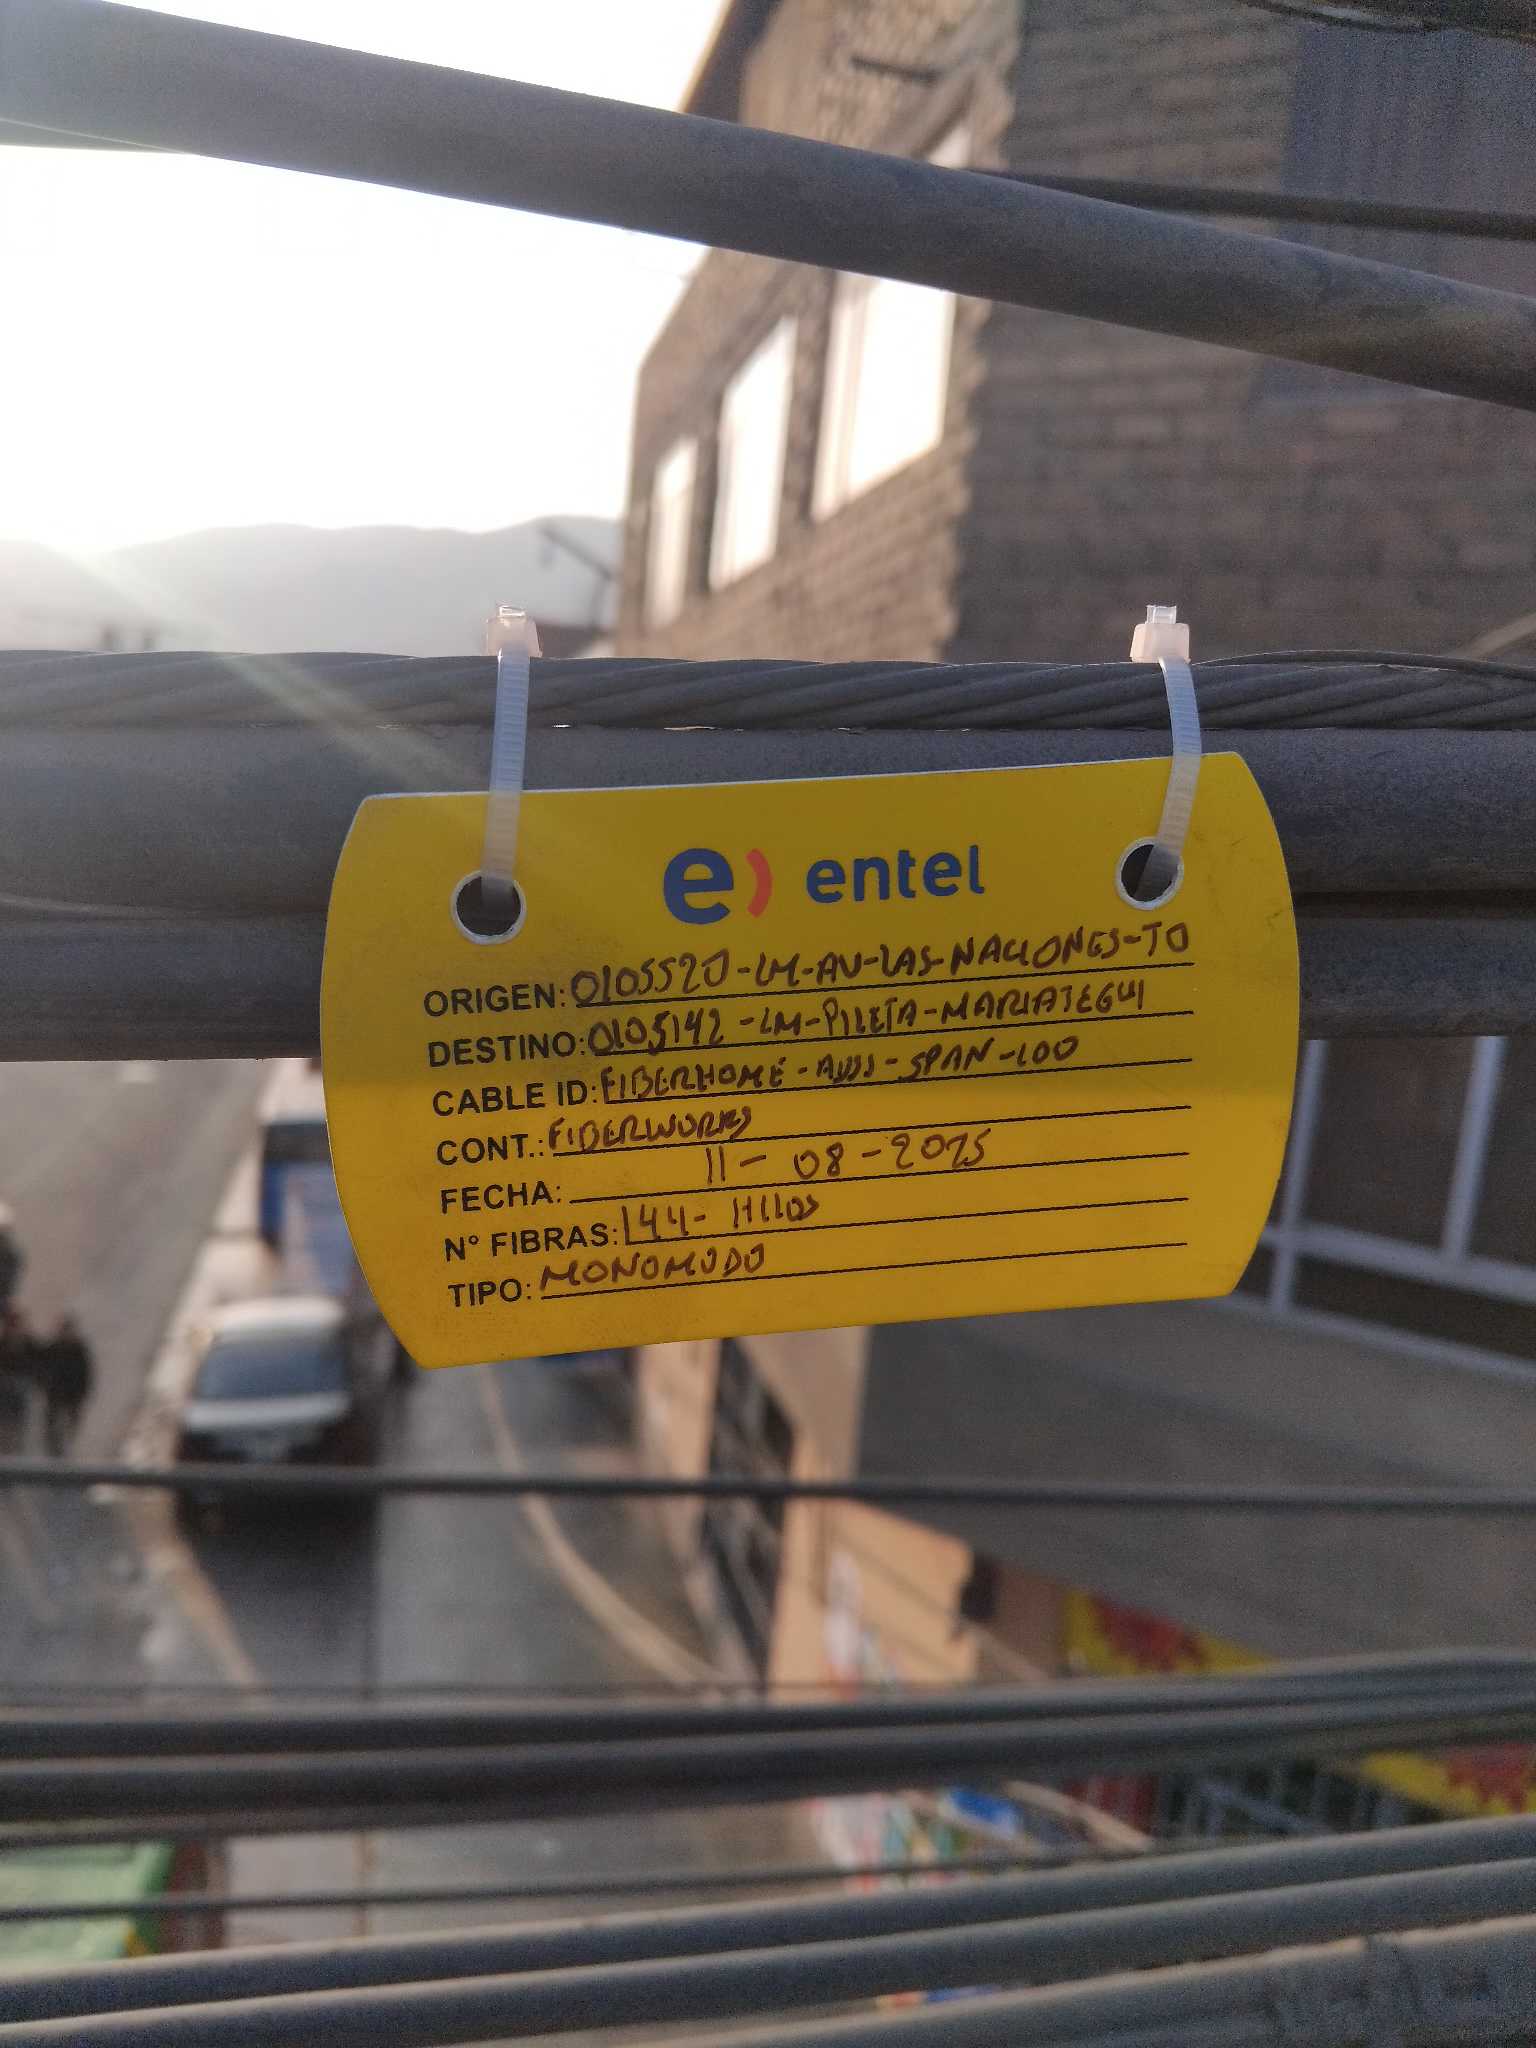 e) entel
ORIGEN: 0105520-LM-AV-LAS-NACIONES-TO
DESTINO: 0105142-LM-PILETA-MARIATEGUI
CABLE ID: FIBERHOME-ADSS-SPAN-100
CONT.: FIBERWORKS
FECHA: 11-08-2025
N° FIBRAS: 144-HILOS
TIPO: MONOMODO